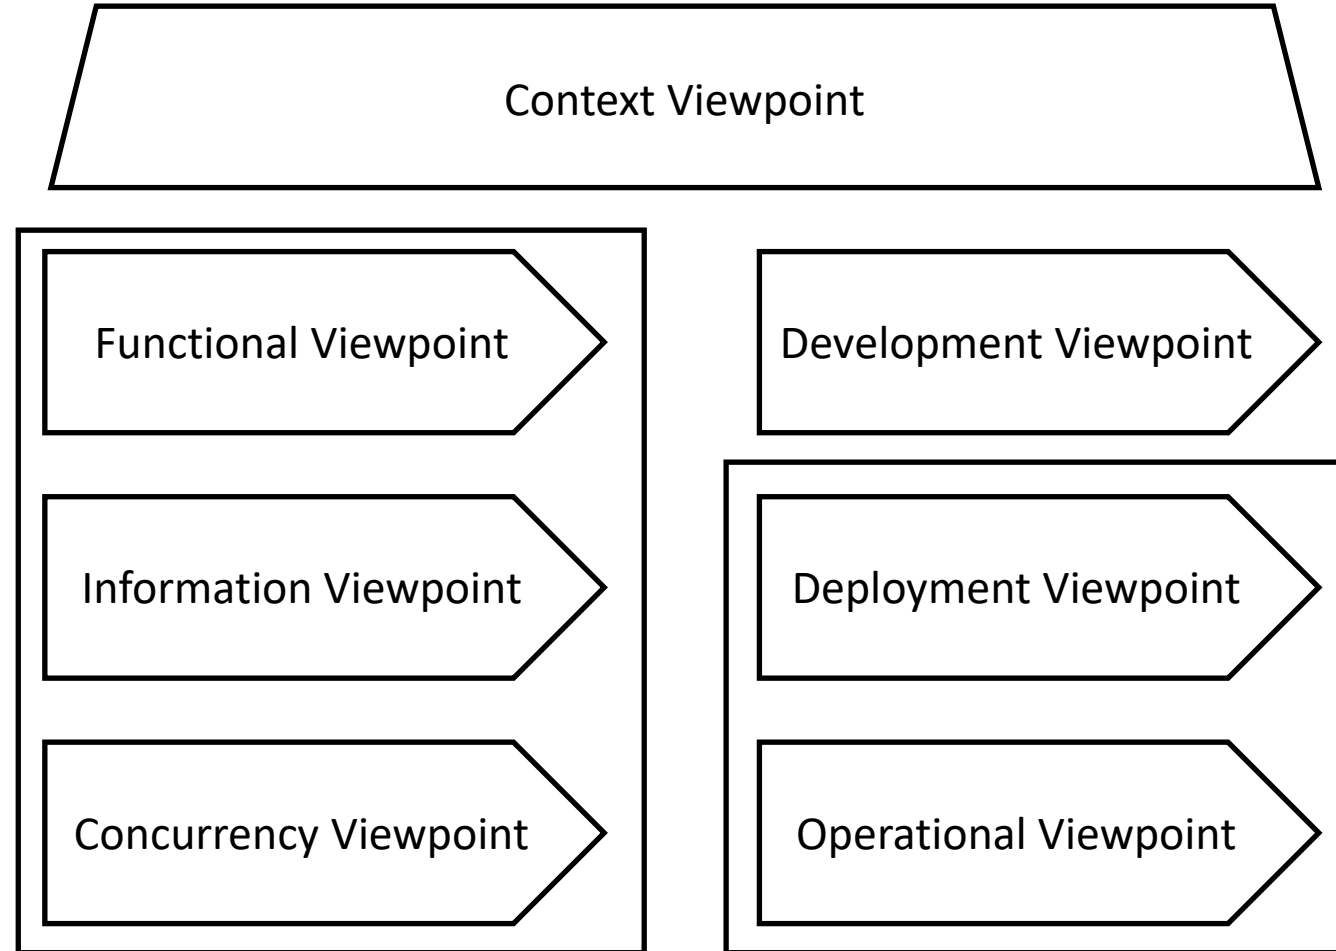 Context Viewpoint
Functional Viewpoint
Development Viewpoint
Information Viewpoint
Deployment Viewpoint
Concurrency Viewpoint
Operational Viewpoint